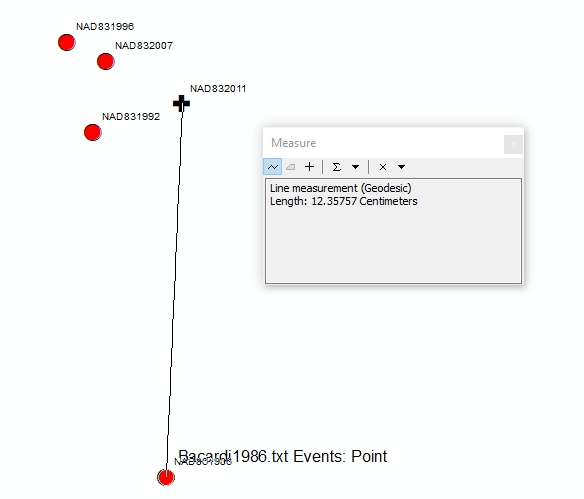 NAD831996
NAD832007
NAD832011
NAD831992
Measure
Line measurement (Geodesic)
Length: 12.35757 Centimeters
Bacardi1986.txt Events: Point